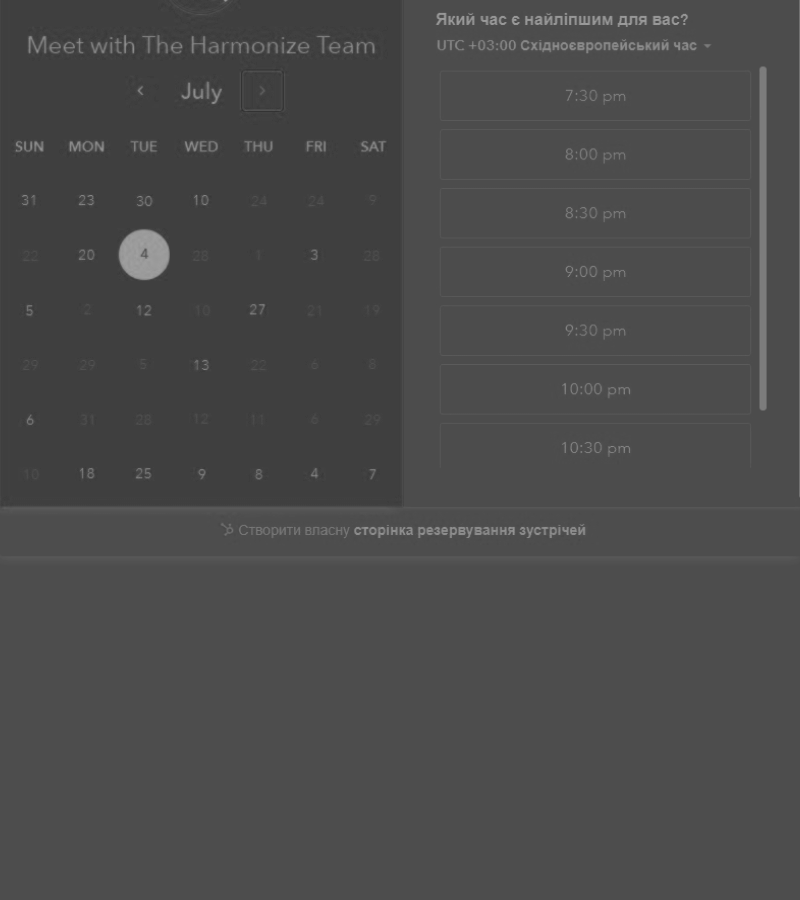 Meet with The Harmonize Team
July
SUN MON TUE WED THU FRI SAT
31 23 30 10 24 24 9
22 20 4 28 1 3 28
5 2 12 10 27 21 19
29 29 5 13 22 6 8
6 31 28 12 11 6 29
10 18 25 9 8 4 7
Який час є найліпшим для вас?
UTC +03:00 Східноєвропейський час
7:30 pm
8:00 pm
8:30 pm
9:00 pm
9:30 pm
10:00 pm
10:30 pm
Створити власну сторінка резервування зустрічей